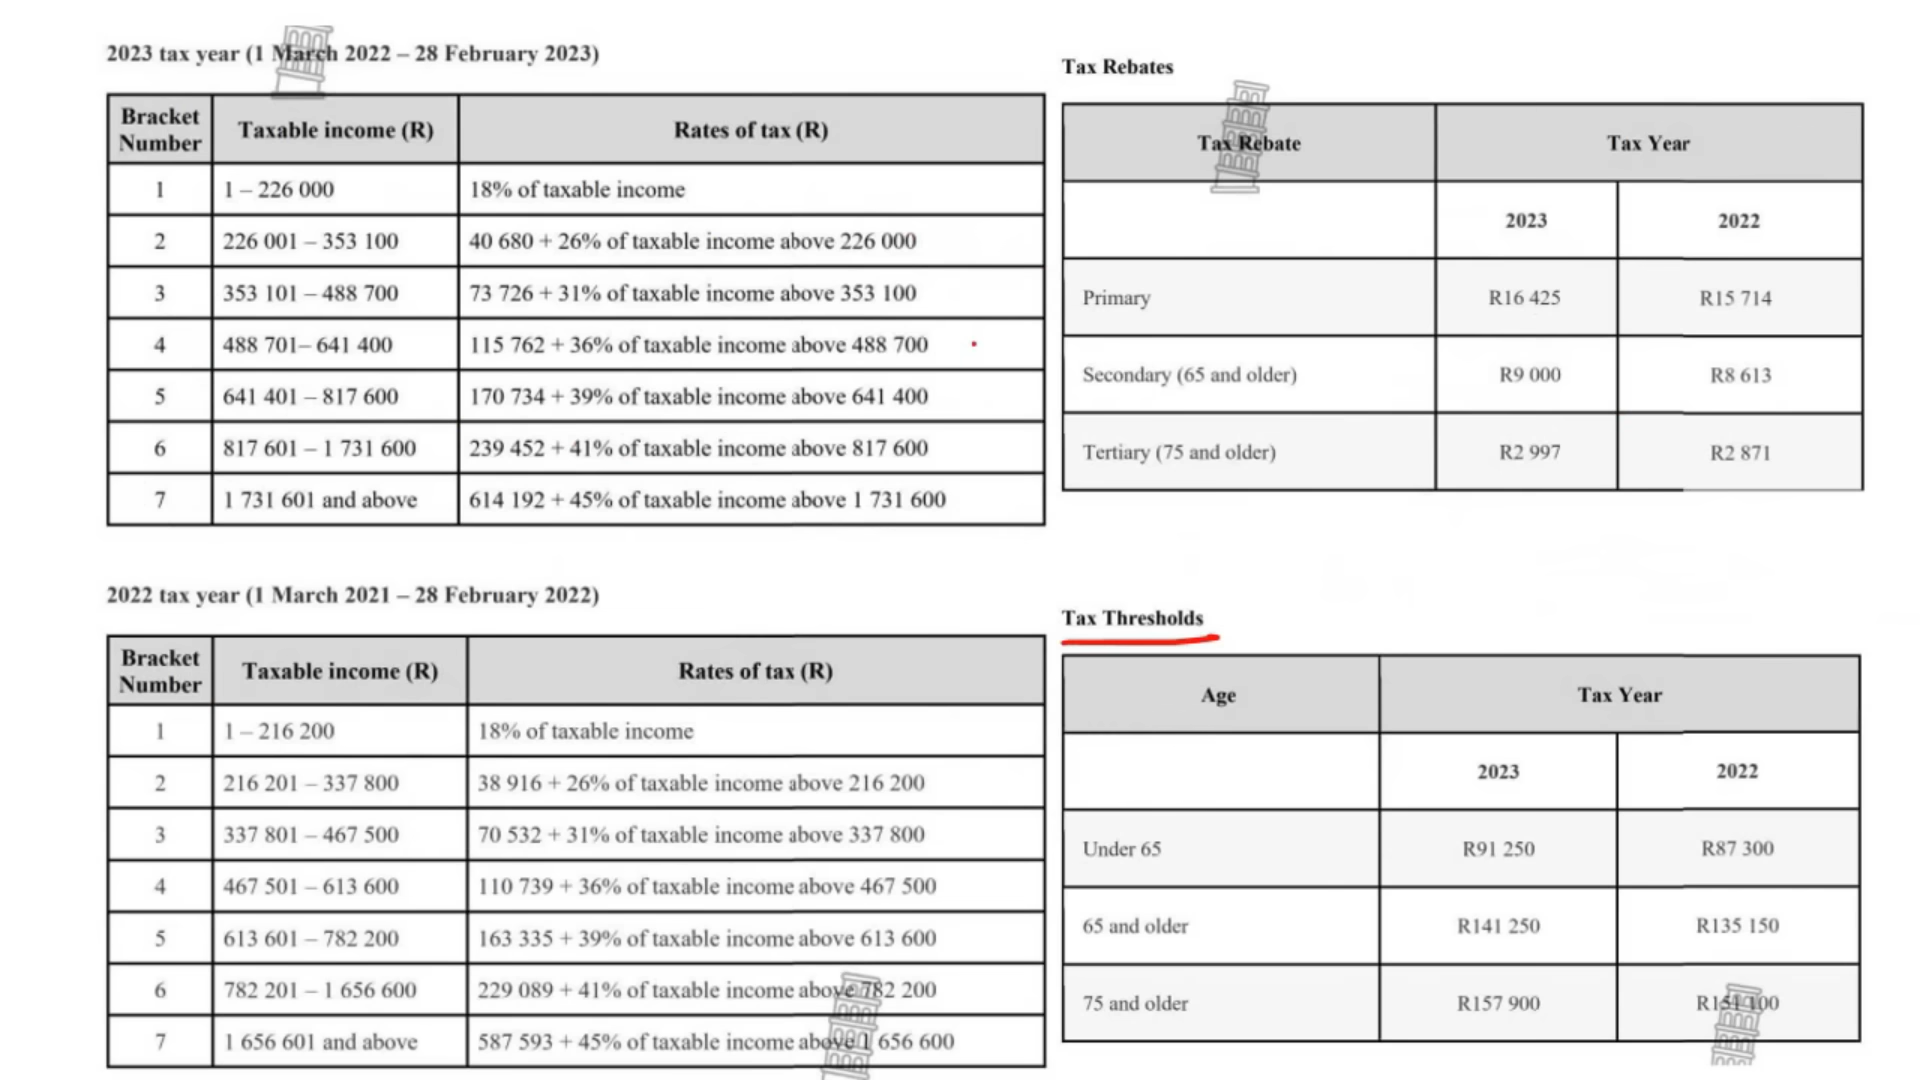 2023 tax year (1 March 2022 – 28 February 2023)
Bracket Number Taxable income (R) Rates of tax (R)
1 1 – 226 000 18% of taxable income
2 226 001 – 353 100 40 680 + 26% of taxable income above 226 000
3 353 101 – 488 700 73 726 + 31% of taxable income above 353 100
4 488 701– 641 400 115 762 + 36% of taxable income above 488 700
5 641 401 – 817 600 170 734 + 39% of taxable income above 641 400
6 817 601 – 1 731 600 239 452 + 41% of taxable income above 817 600
7 1 731 601 and above 614 192 + 45% of taxable income above 1 731 600
Tax Rebates
Tax Rebate Tax Year
2023 2022
Primary R16 425 R15 714
Secondary (65 and older) R9 000 R8 613
Tertiary (75 and older) R2 997 R2 871
2022 tax year (1 March 2021 – 28 February 2022)
Bracket Number Taxable income (R) Rates of tax (R)
1 1 – 216 200 18% of taxable income
2 216 201 – 337 800 38 916 + 26% of taxable income above 216 200
3 337 801 – 467 500 70 532 + 31% of taxable income above 337 800
4 467 501 – 613 600 110 739 + 36% of taxable income above 467 500
5 613 601 – 782 200 163 335 + 39% of taxable income above 613 600
6 782 201 – 1 656 600 229 089 + 41% of taxable income above 782 200
7 1 656 601 and above 587 593 + 45% of taxable income above 1 656 600
Tax Thresholds
Age Tax Year
2023 2022
Under 65 R91 250 R87 300
65 and older R141 250 R135 150
75 and older R157 900 R151 100